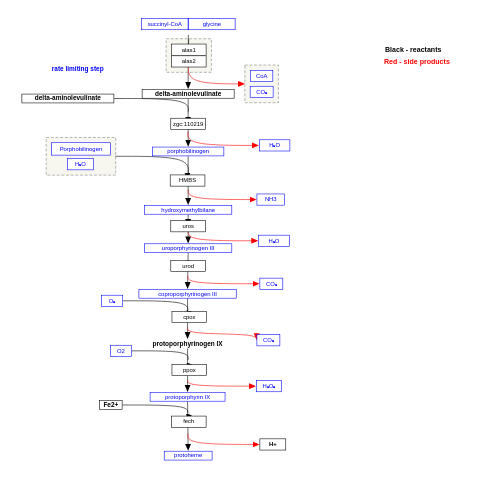 succinyl-CoA glycine
alas1
alas2
rate limiting step
CoA
CO₂
Black - reactants
Red - side products
delta-aminolevulinate delta-aminolevulinate
zgc:110219
Porphobilinogen
H₂O
porphobilinogen
H₂O
HMBS
NH3
hydroxymethylbilane
uros
H₂O
uroporphyrinogen III
urod
CO₂
coproporphyrinogen III
O₂
cpox
CO₂
protoporphyrinogen IX
O2
ppox
H₂O₂
protoporphyrin IX
Fe2+
fech
H+
protoheme